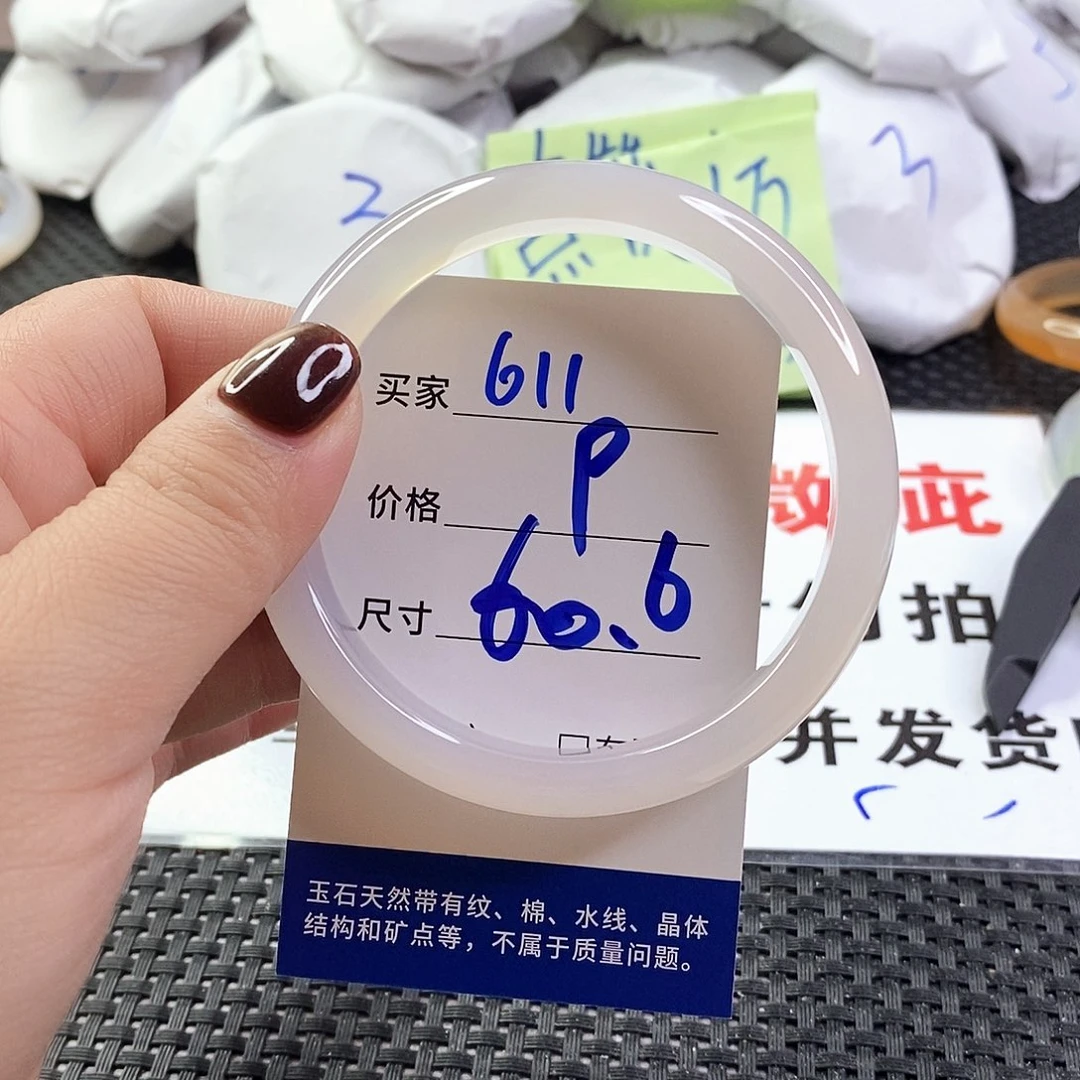 2
3
买家 611
价格 P
尺寸 60.6
拍
并发货
玉石天然带有纹、棉、水线、晶体
结构和矿点等，不属于质量问题。